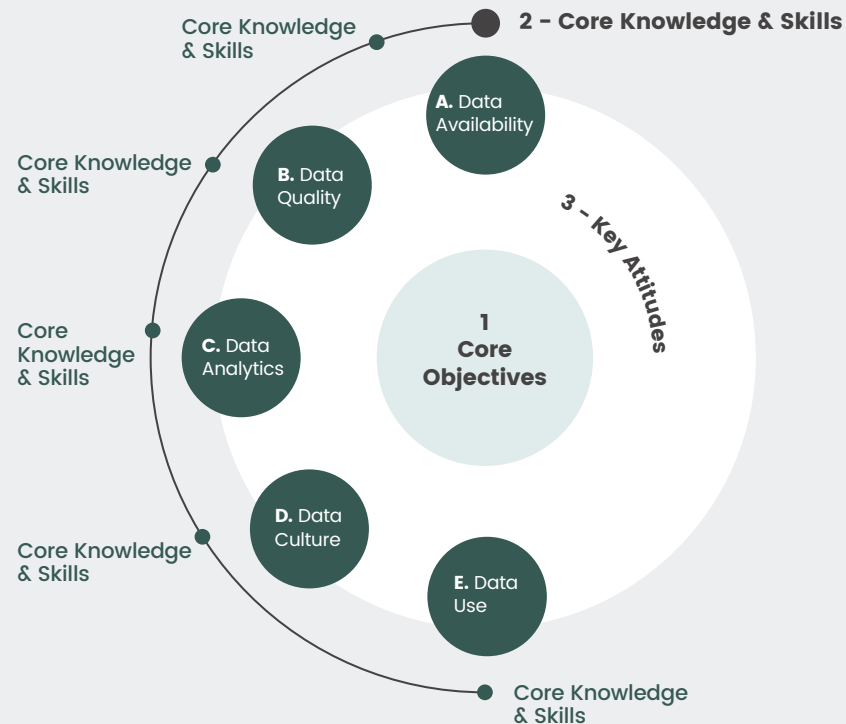 2 - Core Knowledge & Skills
Core Knowledge
& Skills
A. Data
Availability
Core Knowledge
& Skills
B. Data
Quality
3 - Key Attitudes
Core
Knowledge
& Skills
C. Data
Analytics
1
Core
Objectives
Core Knowledge
& Skills
D. Data
Culture
E. Data
Use
Core Knowledge
& Skills